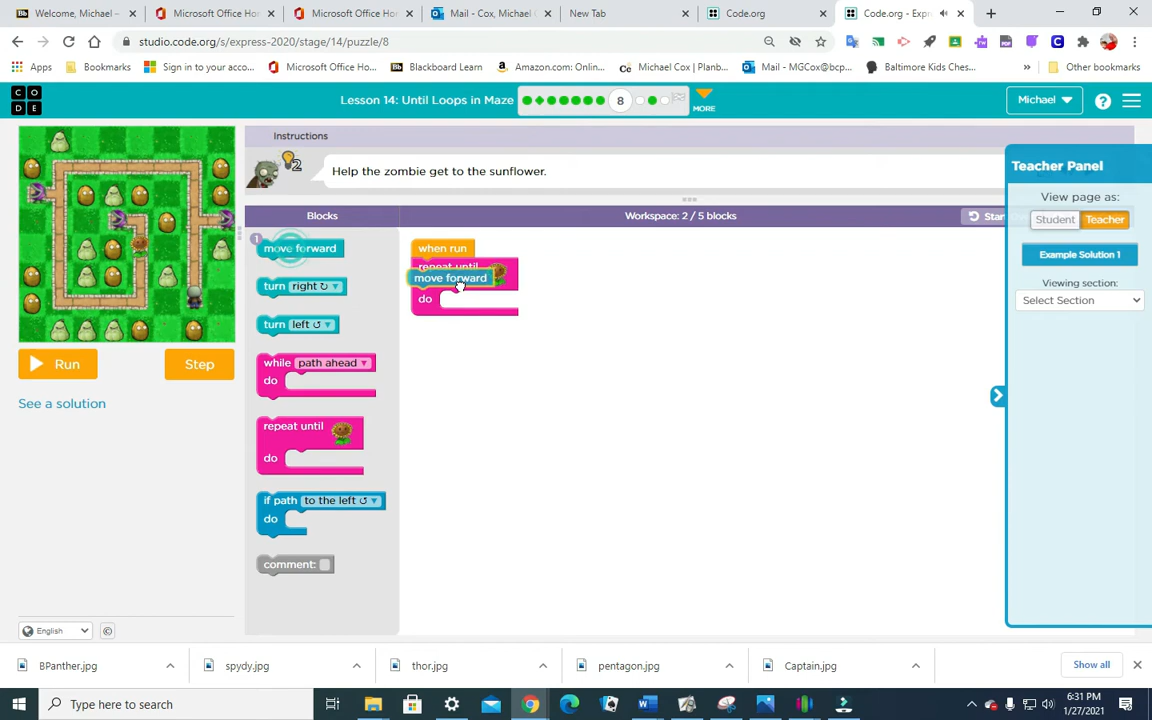 Welcome, Michael –
Microsoft Office Hom
Microsoft Office Hom
Mail - Cox, Michael
New Tab
Code.org
Code.org - Expr
studio.code.org/s/express-2020/stage/14/puzzle/8
Apps
Bookmarks
Sign in to your acco...
Microsoft Office Ho...
Blackboard Learn
Amazon.com: Onlin...
Michael Cox | Planb...
Mail - MGCox@bcp...
Baltimore Kids Ches...
»
Other bookmarks
C O
D E
Lesson 14: Until Loops in Maze
8
MORE
Michael
Instructions
2
Help the zombie get to the sunflower.
Teacher Panel
View page as:
Student
Teacher
Example Solution 1
Viewing section:
Select Section
Blocks
Workspace: 2 / 5 blocks
Start
1
move forward
turn right
turn left
while path ahead
do
repeat until
do
if path to the left
do
comment:
when run
repeat until
move forward
do
Run
Step
See a solution
English
BPanther.jpg
spydy.jpg
thor.jpg
pentagon.jpg
Captain.jpg
Show all
Type here to search
6:31 PM
1/27/2021